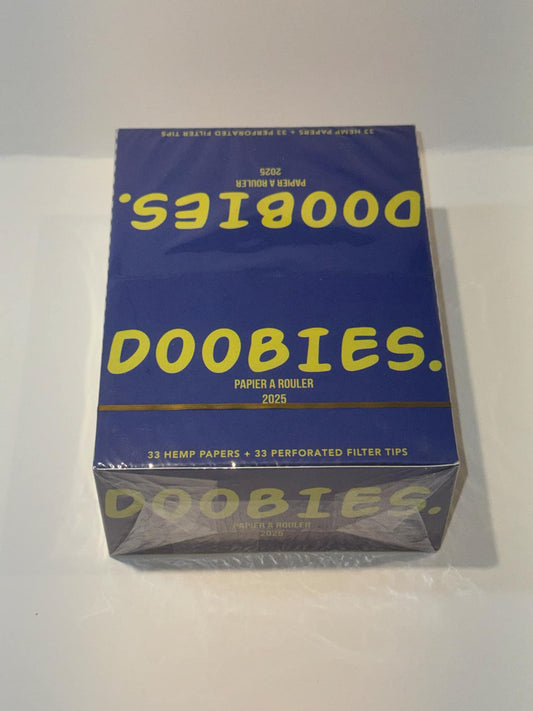 33 HEMP PAPERS + 33 PERFORATED FILTER TIPS
2025
PAPIER A ROULER
DOOBIES.
DOOBIES.
PAPIER A ROULER
2025
33 HEMP PAPERS + 33 PERFORATED FILTER TIPS
DOOBIES.
PAPIER A ROULER
2025